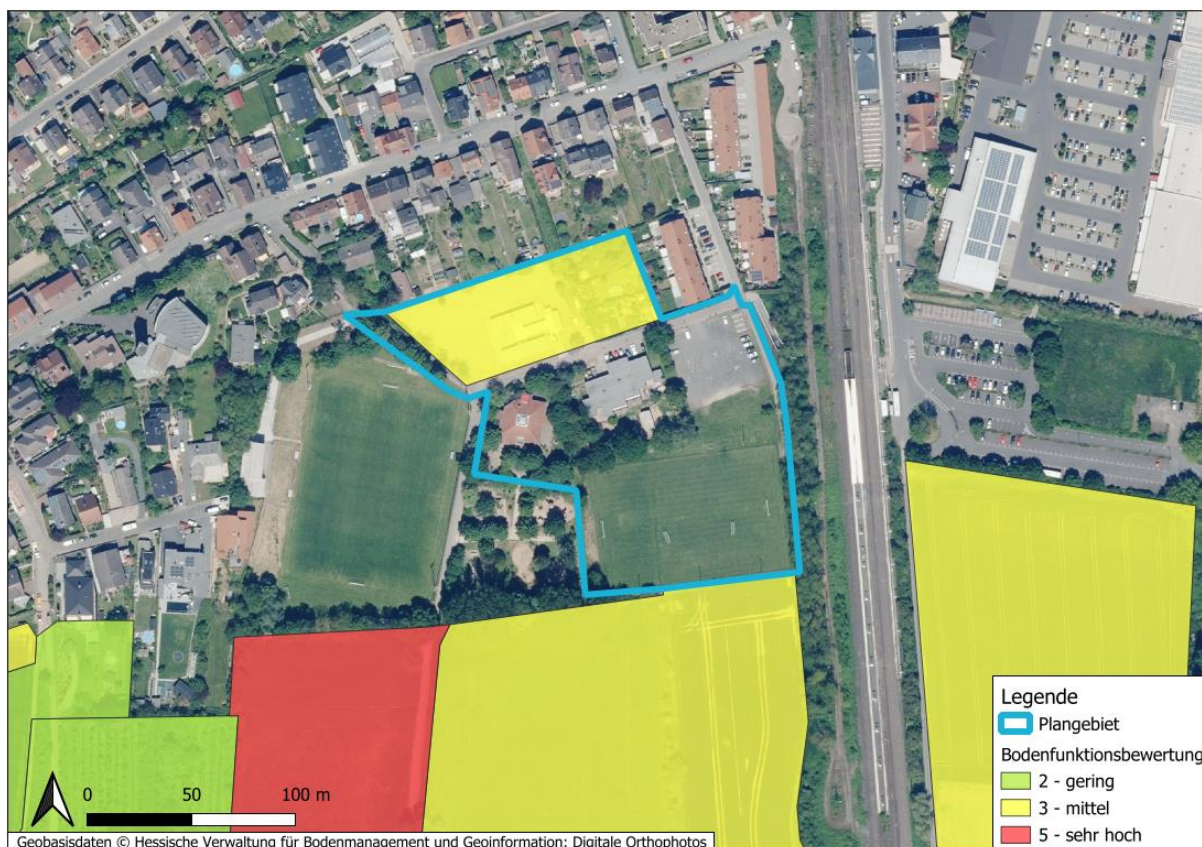 Legende
Plangebiet
Bodenfunktionsbewertung
2 - gering
3 - mittel
5 - sehr hoch
0 50 100 m
Geobasisdaten © Hessische Verwaltung für Bodenmanagement und Geoinformation: Digitale Orthophotos